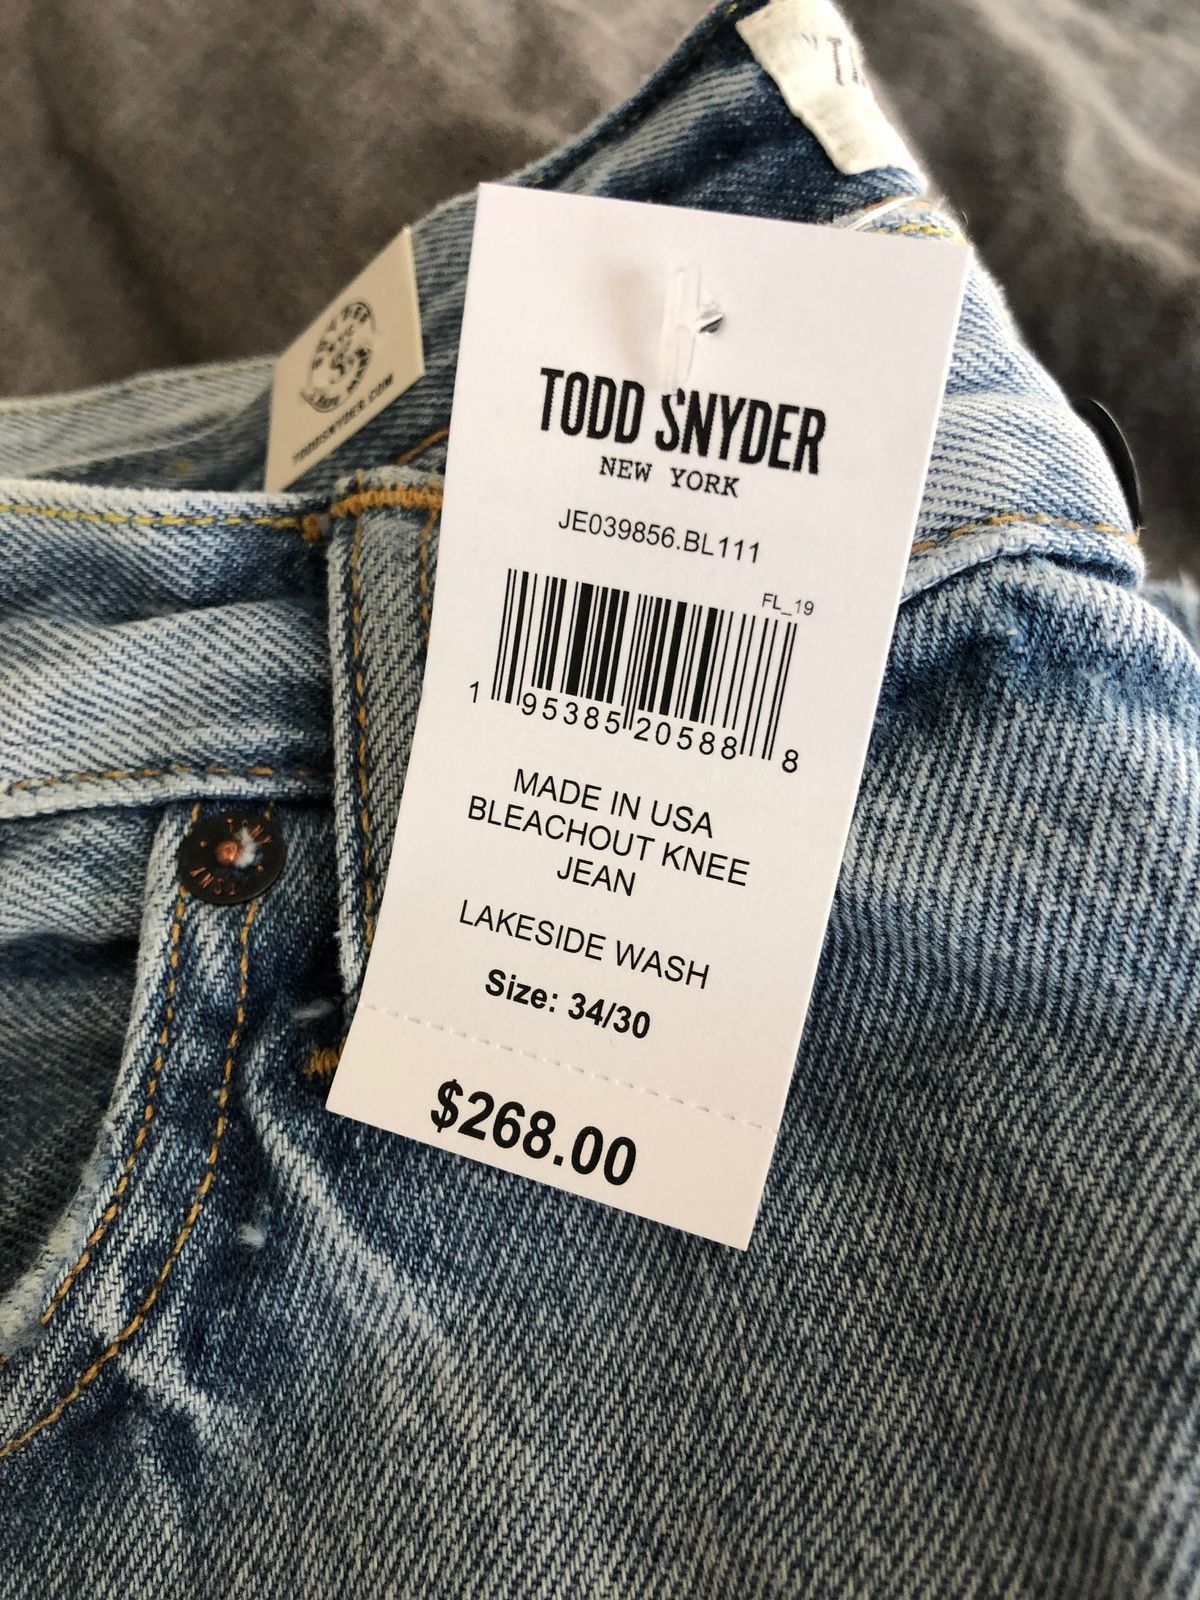 TODD SNYDER
NEW YORK
JE039856.BL111
FL_19
1 95385 20588 8
MADE IN USA
BLEACHOUT KNEE
JEAN
LAKESIDE WASH
Size: 34/30
$268.00
TODDSNYDER.COM